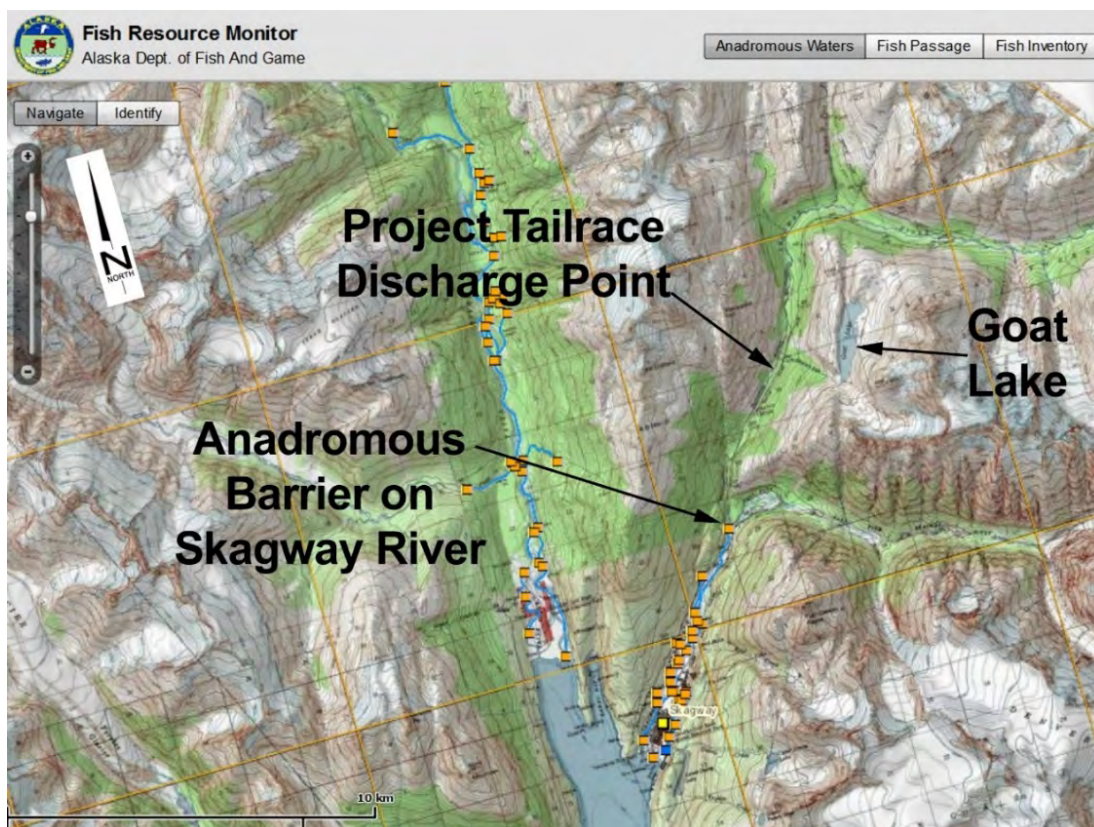 Fish Resource Monitor
Alaska Dept. of Fish And Game
Anadromous Waters
Fish Passage
Fish Inventory
Navigate
Identify
NORTH
N
Project Tailrace
Discharge Point
Goat
Lake
Anadromous
Barrier on
Skagway River
Skagway
10 km